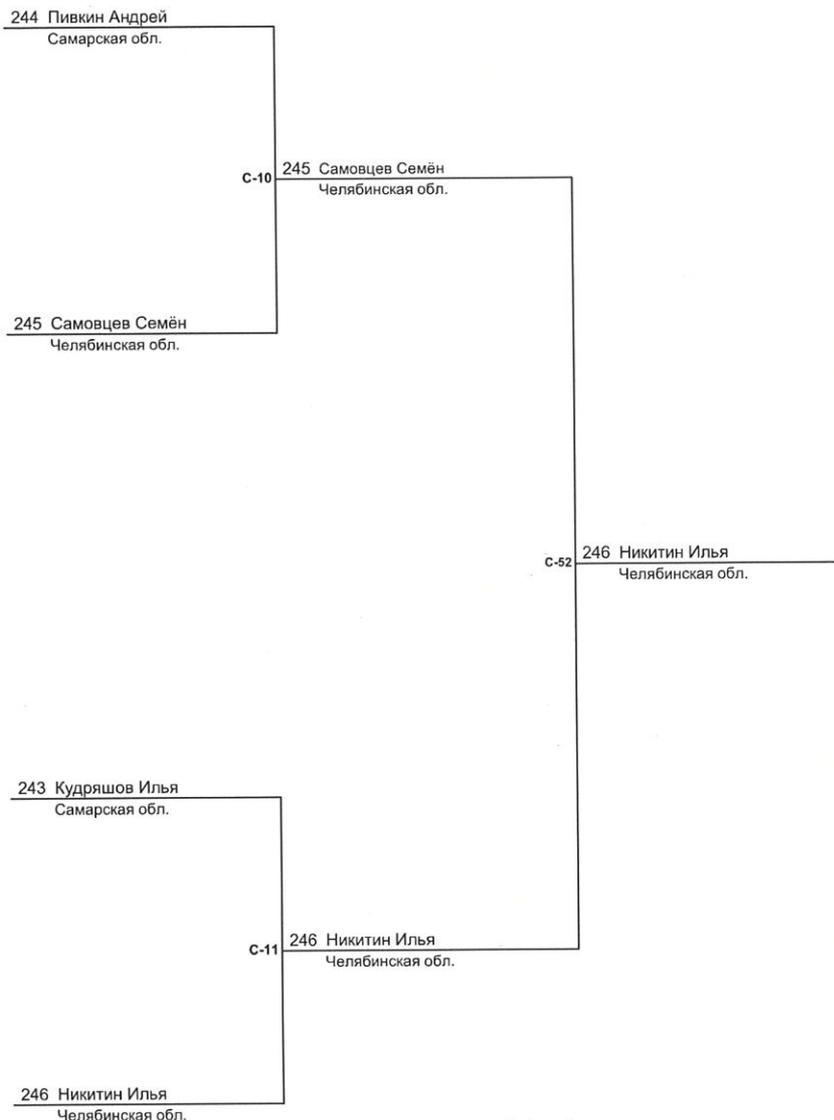 244 Пивкин Андрей
Самарская обл.
C-10
245 Самовцев Семён
Челябинская обл.
245 Самовцев Семён
Челябинская обл.
C-52
246 Никитин Илья
Челябинская обл.
243 Кудряшов Илья
Самарская обл.
C-11
246 Никитин Илья
Челябинская обл.
246 Никитин Илья
Челябинская обл.